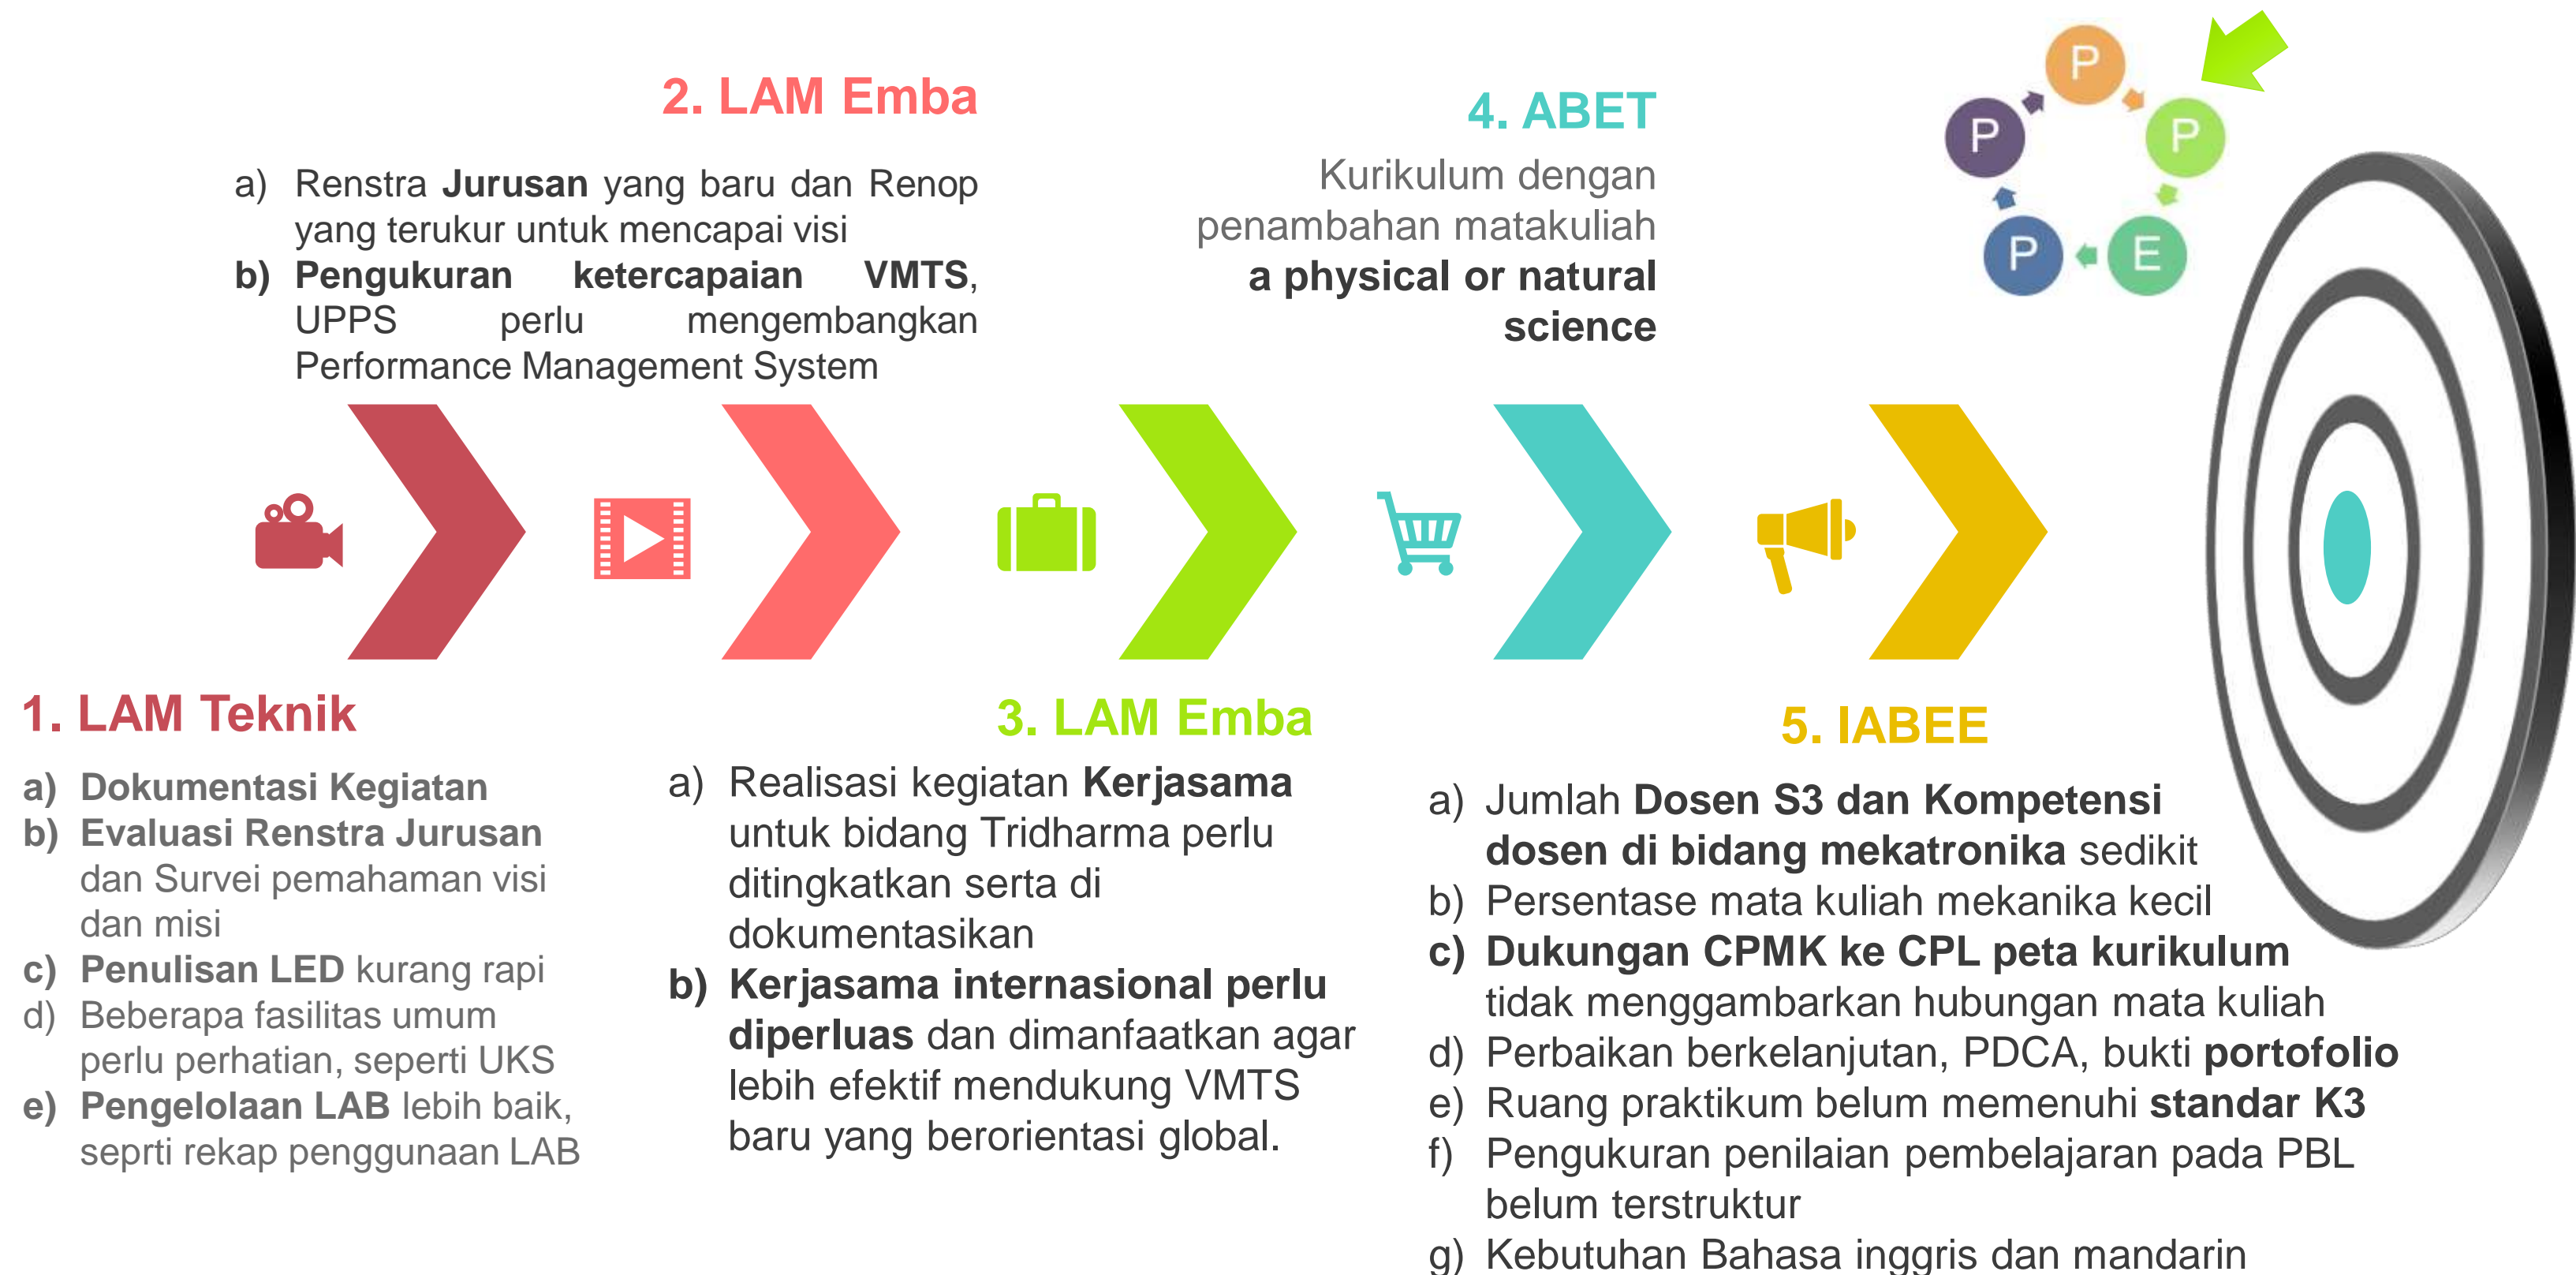 2. LAM Emba
a) Renstra Jurusan yang baru dan Renop
yang terukur untuk mencapai visi
b) Pengukuran ketercapaian VMTS,
UPPS perlu mengembangkan
Performance Management System
4. ABET
Kurikulum dengan
penambahan matakuliah
a physical or natural
science
P
P
E
P
P
1. LAM Teknik
a) Dokumentasi Kegiatan
b) Evaluasi Renstra Jurusan
dan Survei pemahaman visi
dan misi
c) Penulisan LED kurang rapi
d) Beberapa fasilitas umum
perlu perhatian, seperti UKS
e) Pengelolaan LAB lebih baik,
seprti rekap penggunaan LAB
3. LAM Emba
a) Realisasi kegiatan Kerjasama
untuk bidang Tridharma perlu
ditingkatkan serta di
dokumentasikan
b) Kerjasama internasional perlu
diperluas dan dimanfaatkan agar
lebih efektif mendukung VMTS
baru yang berorientasi global.
5. IABEE
a) Jumlah Dosen S3 dan Kompetensi
dosen di bidang mekatronika sedikit
b) Persentase mata kuliah mekanika kecil
c) Dukungan CPMK ke CPL peta kurikulum
tidak menggambarkan hubungan mata kuliah
d) Perbaikan berkelanjutan, PDCA, bukti portofolio
e) Ruang praktikum belum memenuhi standar K3
f) Pengukuran penilaian pembelajaran pada PBL
belum terstruktur
g) Kebutuhan Bahasa inggris dan mandarin